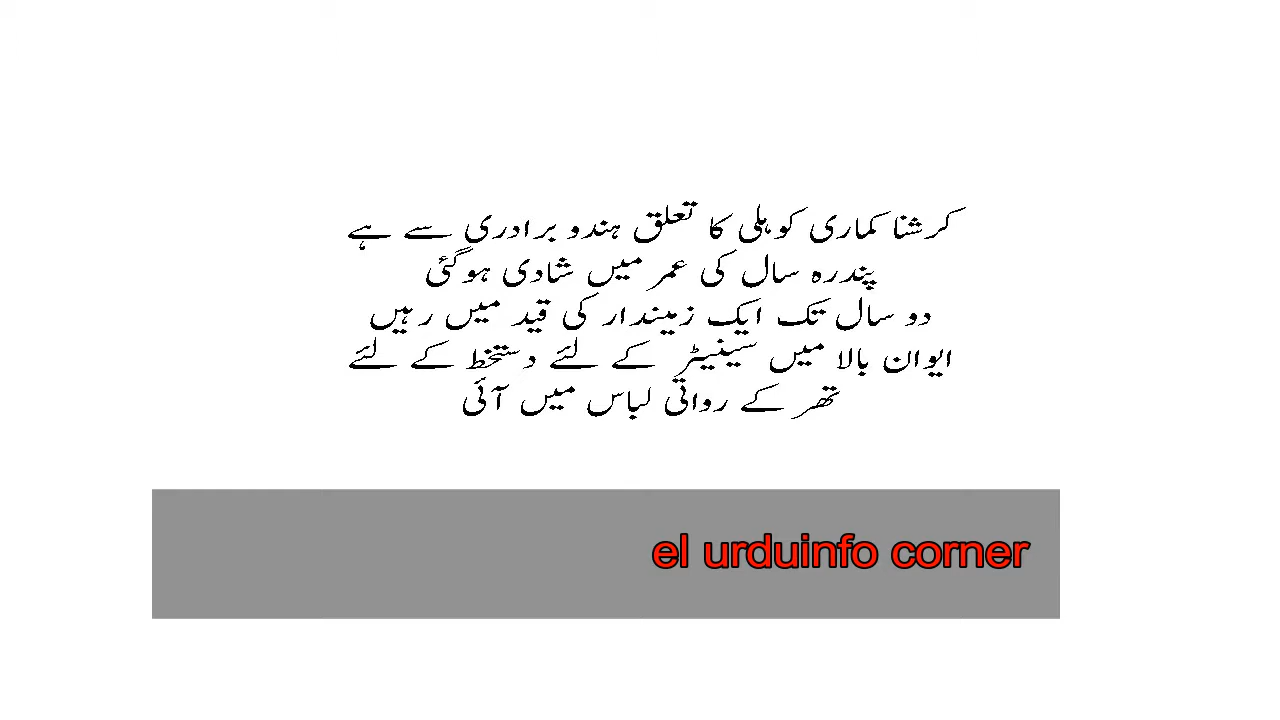 کرشنا کماری کوہلی کا تعلق ہندو برادری سے ہے
پندرہ سال کی عمر میں شادی ہوگئی
دو سال تک ایک زمیندار کی قید میں رہیں
ایوان بالا میں سینیٹر کے لئے دستخط کے لئے
تھر کے رواتی لباس میں آئی
el urduinfo corner